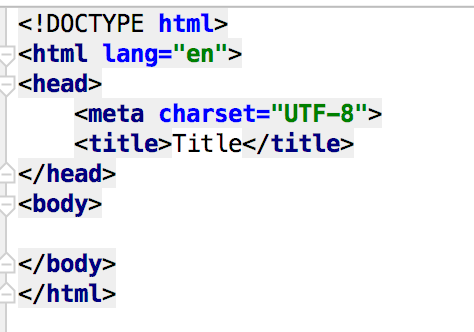 <!DOCTYPE html>
<html lang="en">
<head>
    <meta charset="UTF-8">
    <title>Title</title>
</head>
<body>

</body>
</html>